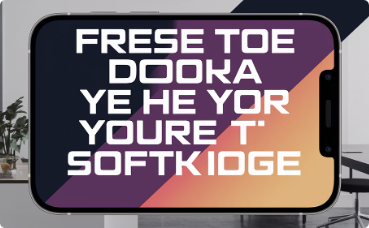 FRESE TOE
DOOKA
YE HE YOR
YOURE T
SOFTKIDGE